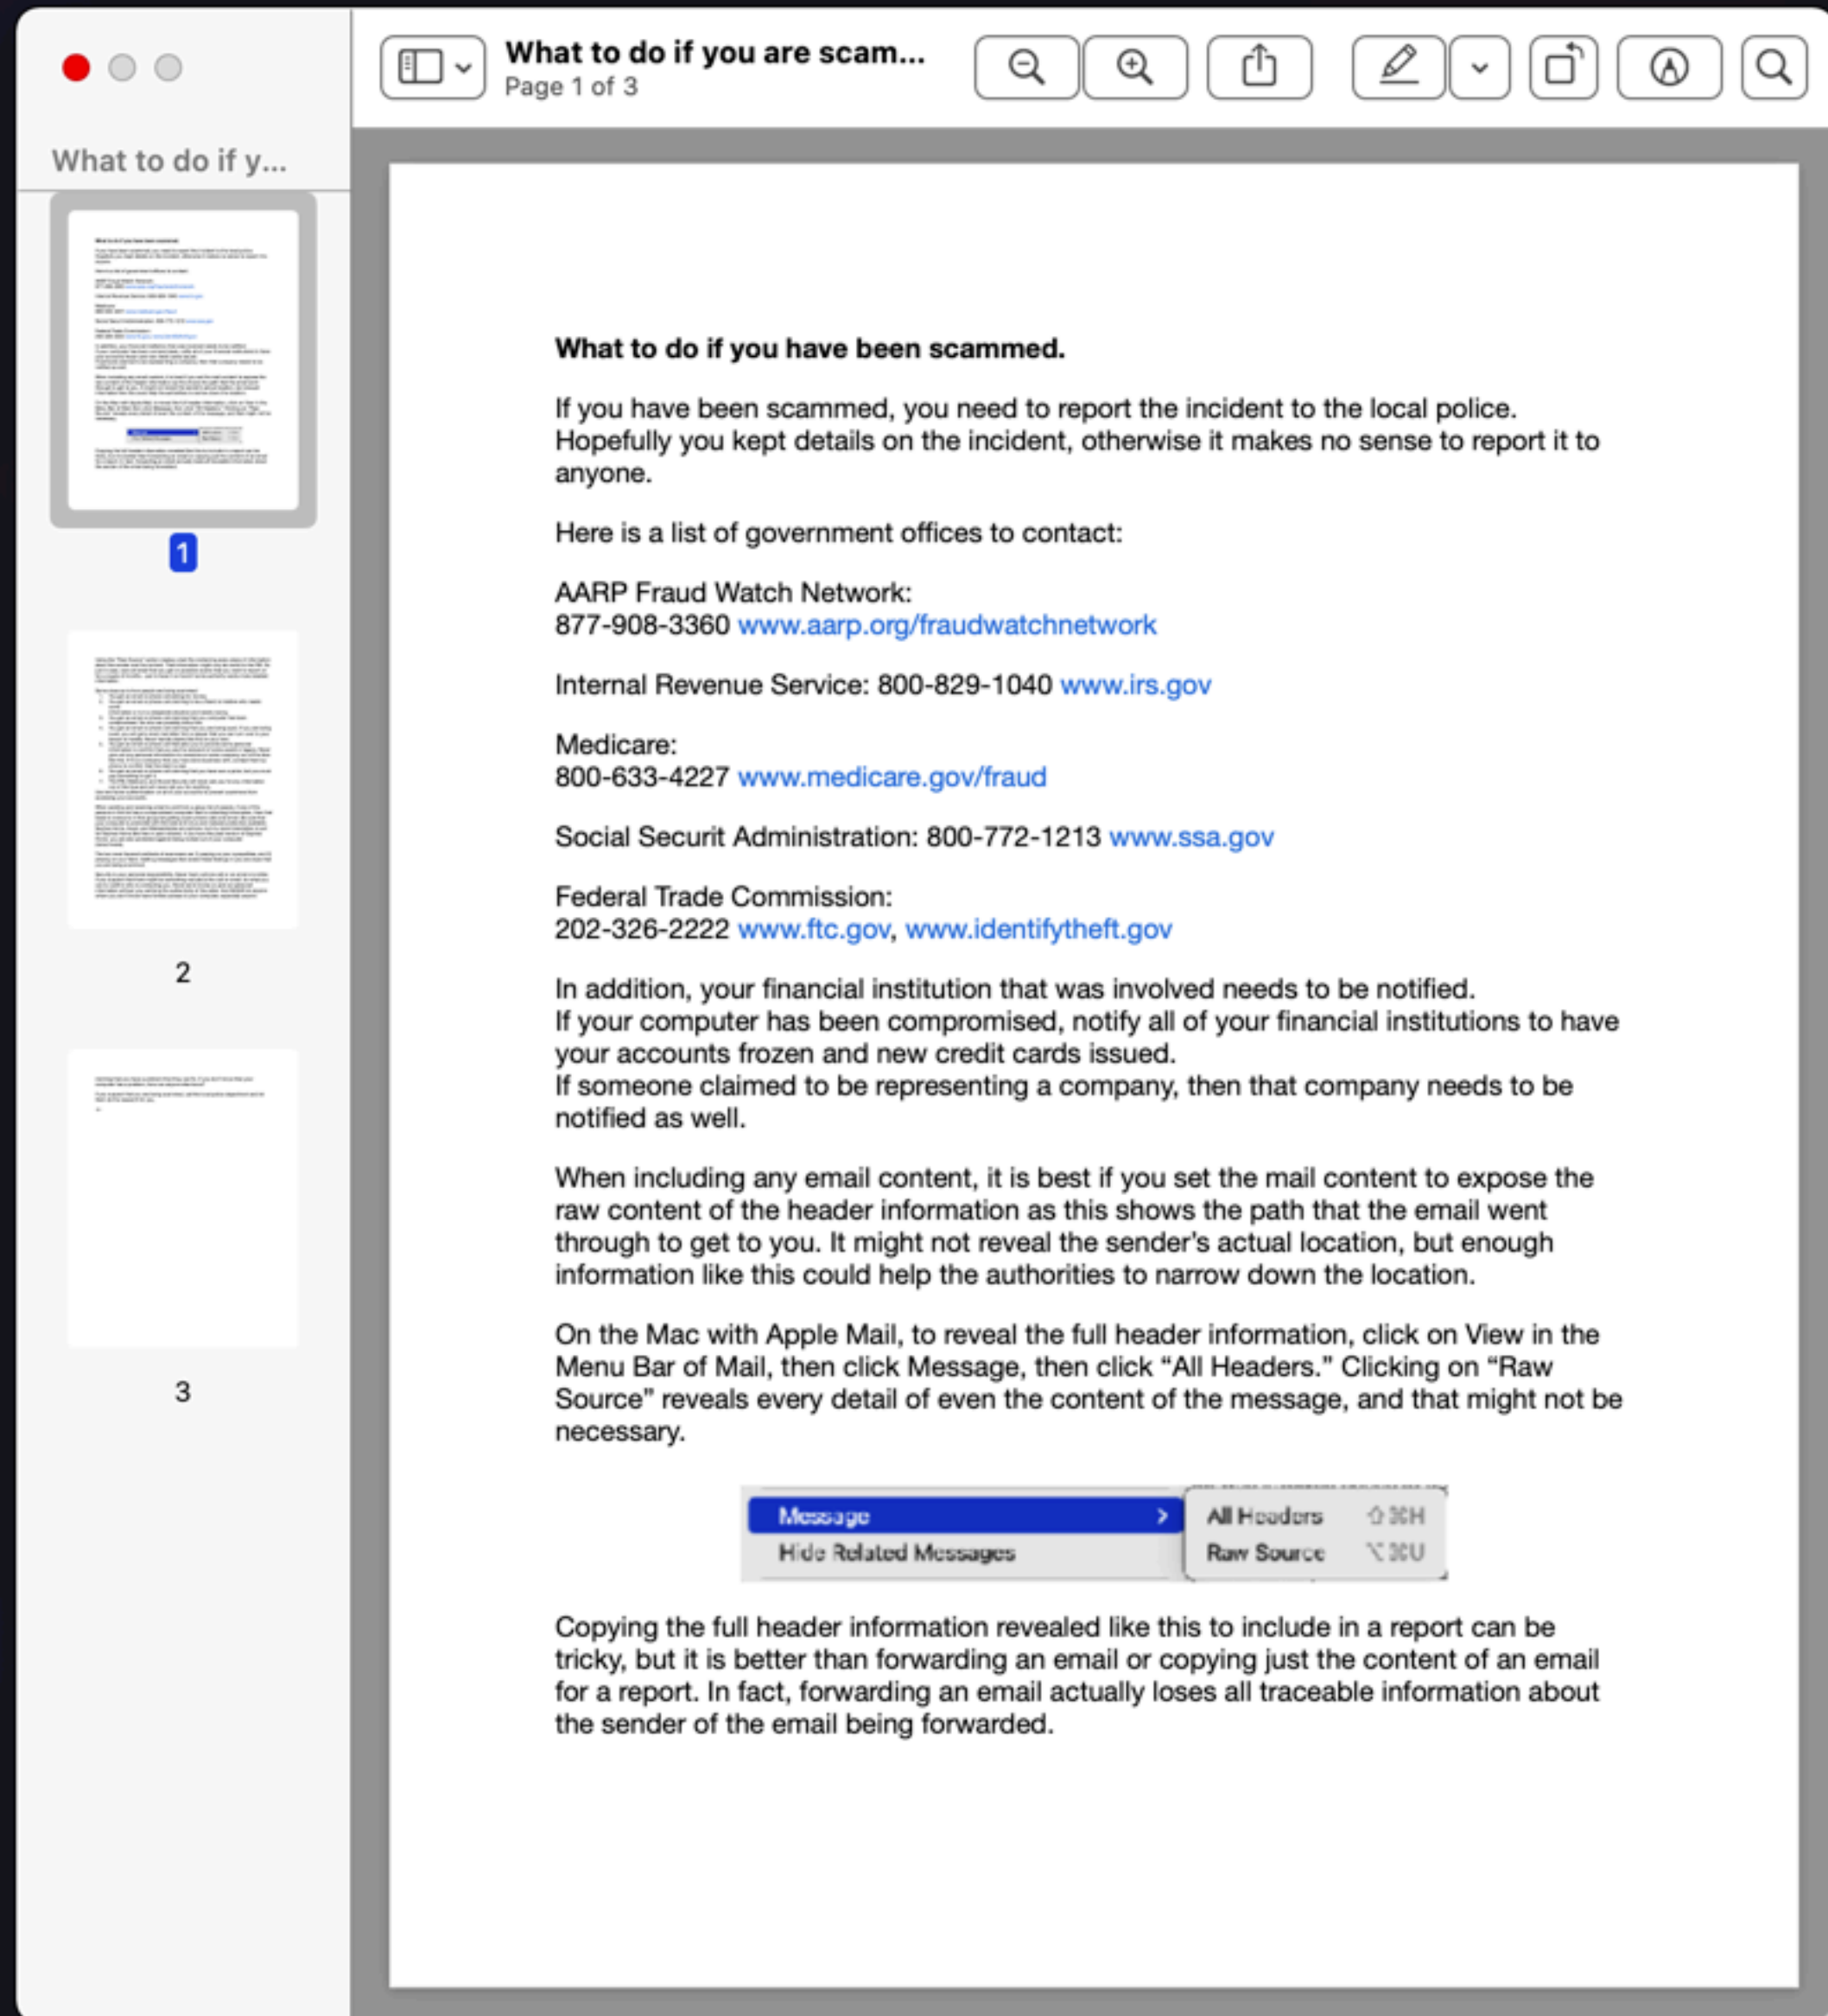 What to do if you are scam...
Page 1 of 3
What to do if y...
1
2
3
What to do if you have been scammed.
If you have been scammed, you need to report the incident to the local police.
Hopefully you kept details on the incident, otherwise it makes no sense to report it to
anyone.
Here is a list of government offices to contact:
AARP Fraud Watch Network:
877-908-3360 www.aarp.org/fraudwatchnetwork
Internal Revenue Service: 800-829-1040 www.irs.gov
Medicare:
800-633-4227 www.medicare.gov/fraud
Social Securit Administration: 800-772-1213 www.ssa.gov
Federal Trade Commission:
202-326-2222 www.ftc.gov, www.identifytheft.gov
In addition, your financial institution that was involved needs to be notified.
If your computer has been compromised, notify all of your financial institutions to have
your accounts frozen and new credit cards issued.
If someone claimed to be representing a company, then that company needs to be
notified as well.
When including any email content, it is best if you set the mail content to expose the
raw content of the header information as this shows the path that the email went
through to get to you. It might not reveal the sender’s actual location, but enough
information like this could help the authorities to narrow down the location.
On the Mac with Apple Mail, to reveal the full header information, click on View in the
Menu Bar of Mail, then click Message, then click “All Headers.” Clicking on “Raw
Source” reveals every detail of even the content of the message, and that might not be
necessary.
Message > All Headers ⇧⌘H
Hide Related Messages Raw Source ⌥⌘U
Copying the full header information revealed like this to include in a report can be
tricky, but it is better than forwarding an email or copying just the content of an email
for a report. In fact, forwarding an email actually loses all traceable information about
the sender of the email being forwarded.